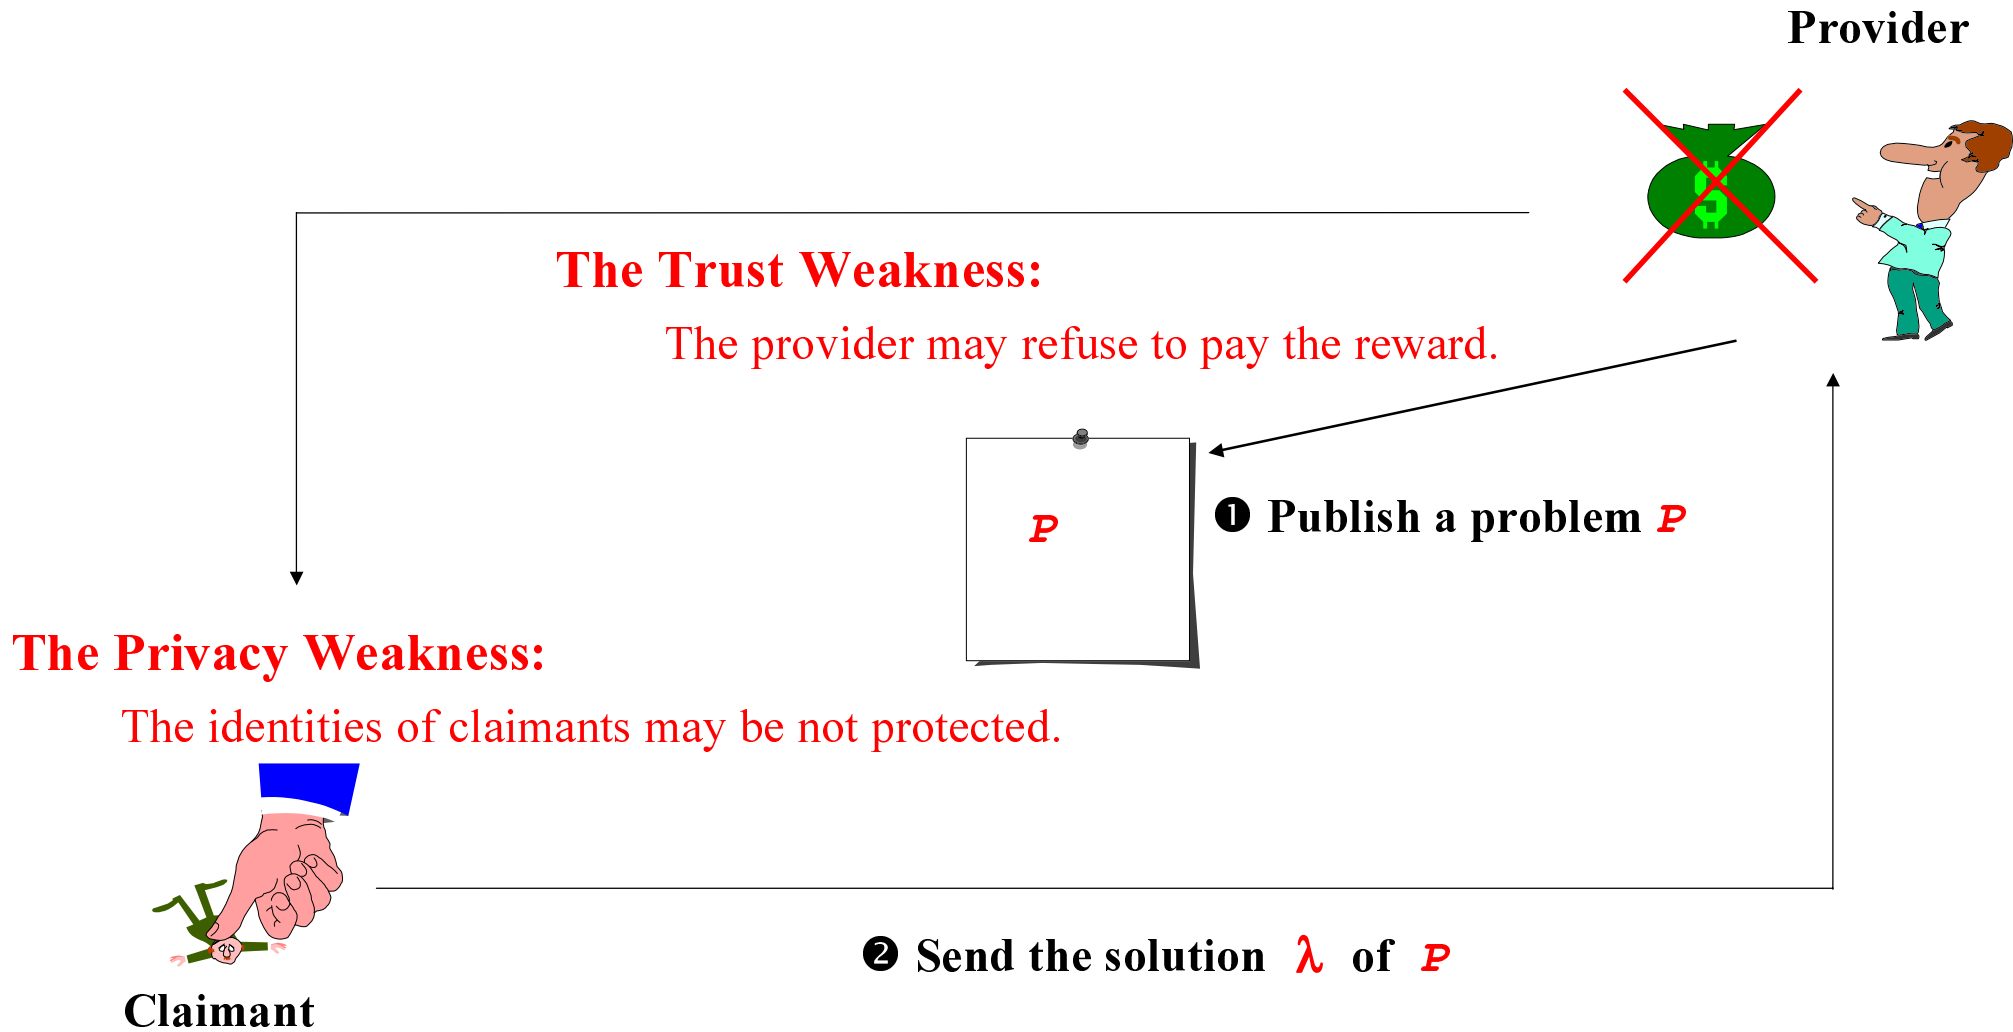 Provider
$
The Trust Weakness:
The provider may refuse to pay the reward.
P
❶ Publish a problem P
The Privacy Weakness:
The identities of claimants may be not protected.
❷ Send the solution λ of P
Claimant